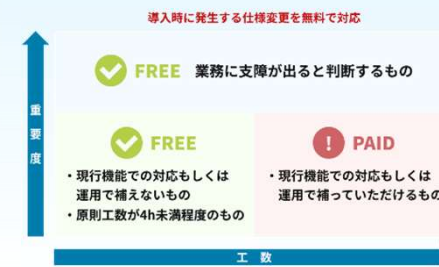 導入時に発生する仕様変更を無料で対応
FREE 業務に支障が出ると判断するもの
重要度
FREE
・現行機能での対応もしくは
運用で補えないもの
・原則工数が4h未満程度のもの
! PAID
・現行機能での対応もしくは
運用で補っていただけるもの
工 数